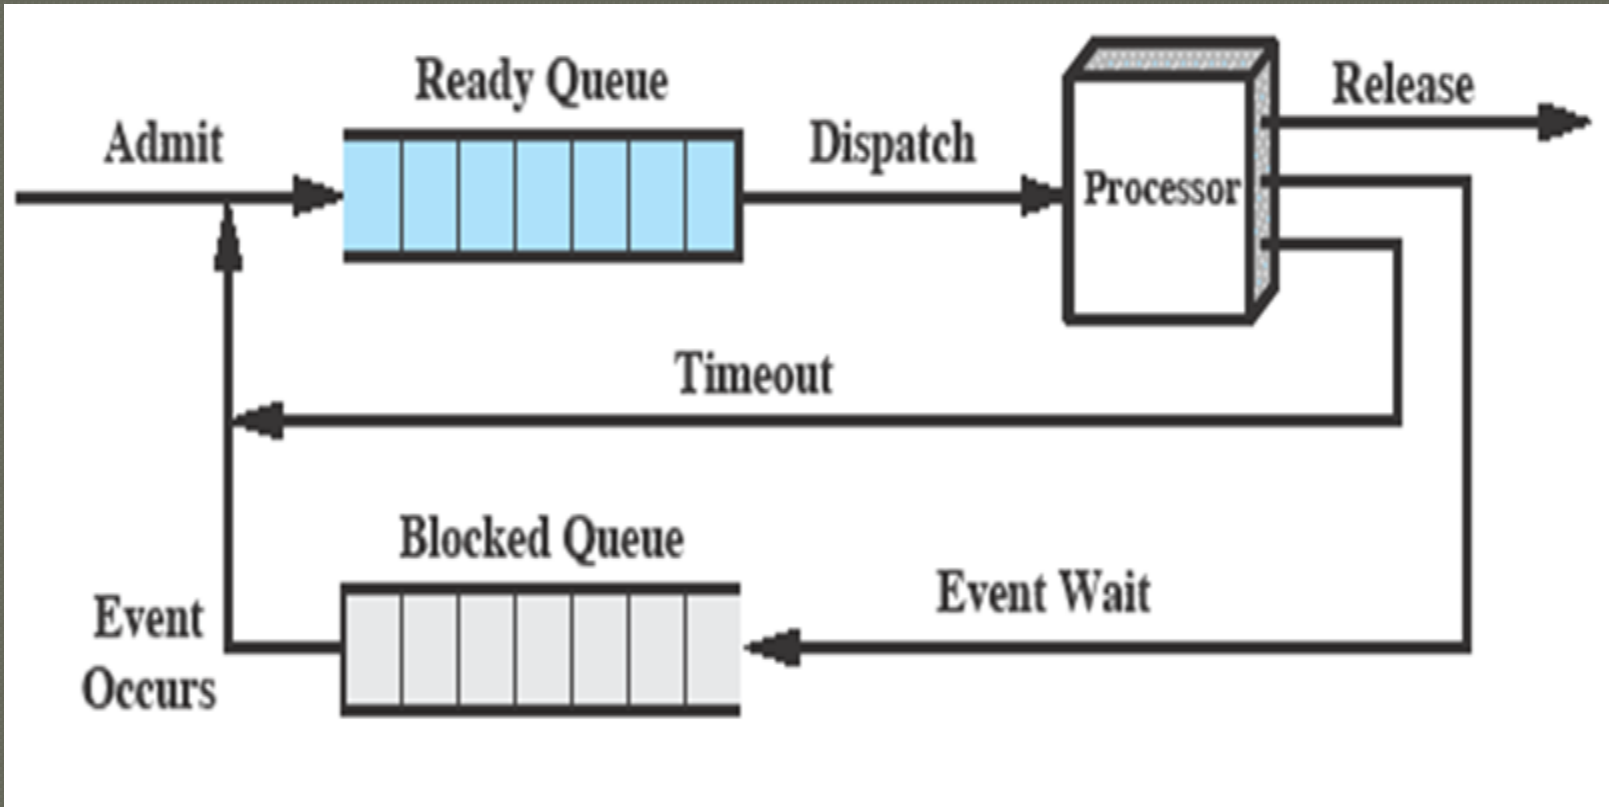 Ready Queue
Release
Admit
Dispatch
Processor
Timeout
Blocked Queue
Event Wait
Event
Occurs